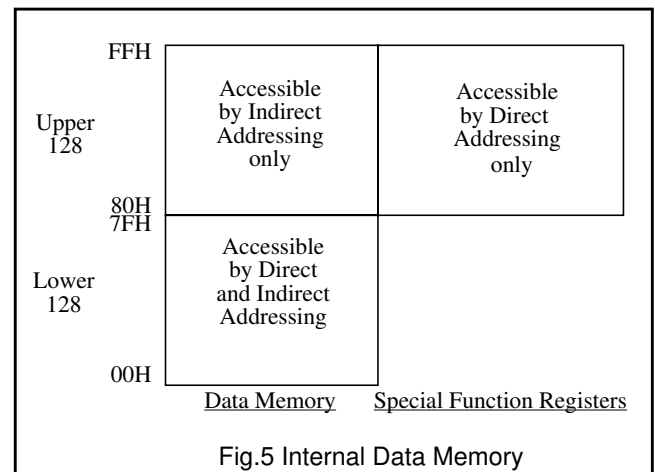 FFH
Accessible
by Indirect
Addressing
only
Accessible
by Direct
Addressing
only
Upper
128
80H
7FH
Accessible
by Direct
and Indirect
Addressing
Lower
128
00H
Data Memory
Special Function Registers
Fig.5 Internal Data Memory